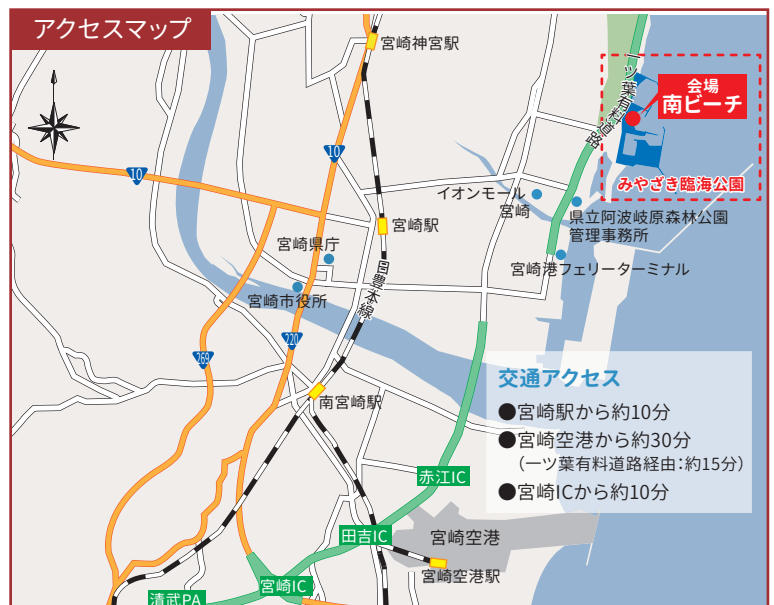 アクセスマップ
宮崎神宮駅
一ツ葉有料道路
会場
南ビーチ
みやざき臨海公園
10
10
イオンモール
宮崎
県立阿波岐原森林公園
管理事務所
宮崎駅
宮崎県庁
宮崎港フェリーターミナル
日豊本線
宮崎市役所
220
269
南宮崎駅
交通アクセス
●宮崎駅から約10分
●宮崎空港から約30分
（一ツ葉有料道路経由：約15分）
●宮崎ICから約10分
赤江IC
田吉IC
宮崎空港
宮崎空港駅
宮崎IC
清武PA